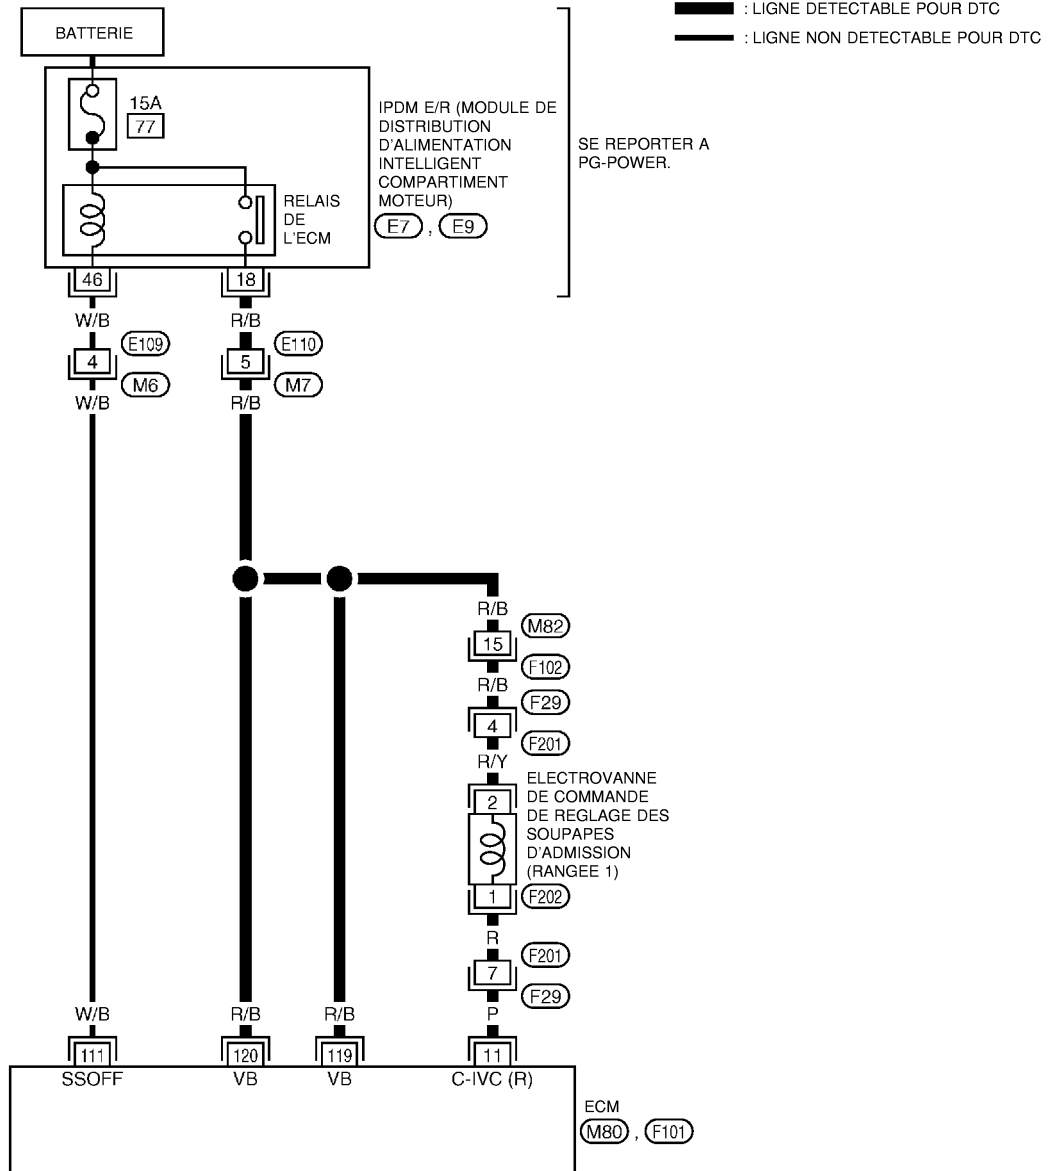 : LIGNE DETECTABLE POUR DTC
: LIGNE NON DETECTABLE POUR DTC
BATTERIE
15A
77
IPDM E/R (MODULE DE
DISTRIBUTION
D'ALIMENTATION
INTELLIGENT
COMPARTIMENT
MOTEUR)
E7 , E9
SE REPORTER A
PG-POWER.
RELAIS
DE
L'ECM
46
18
W/B
R/B
4
E109
M6
5
E110
M7
W/B
R/B
R/B
15
M82
F102
R/B
4
F29
F201
R/Y
2
ELECTROVANNE
DE COMMANDE
DE REGLAGE DES
SOUPAPES
D'ADMISSION
(RANGEE 1)
1
F202
R
7
F201
F29
W/B
R/B
R/B
P
111
120
119
11
SSOFF
VB
VB
C-IVC (R)
ECM
M80 , F101